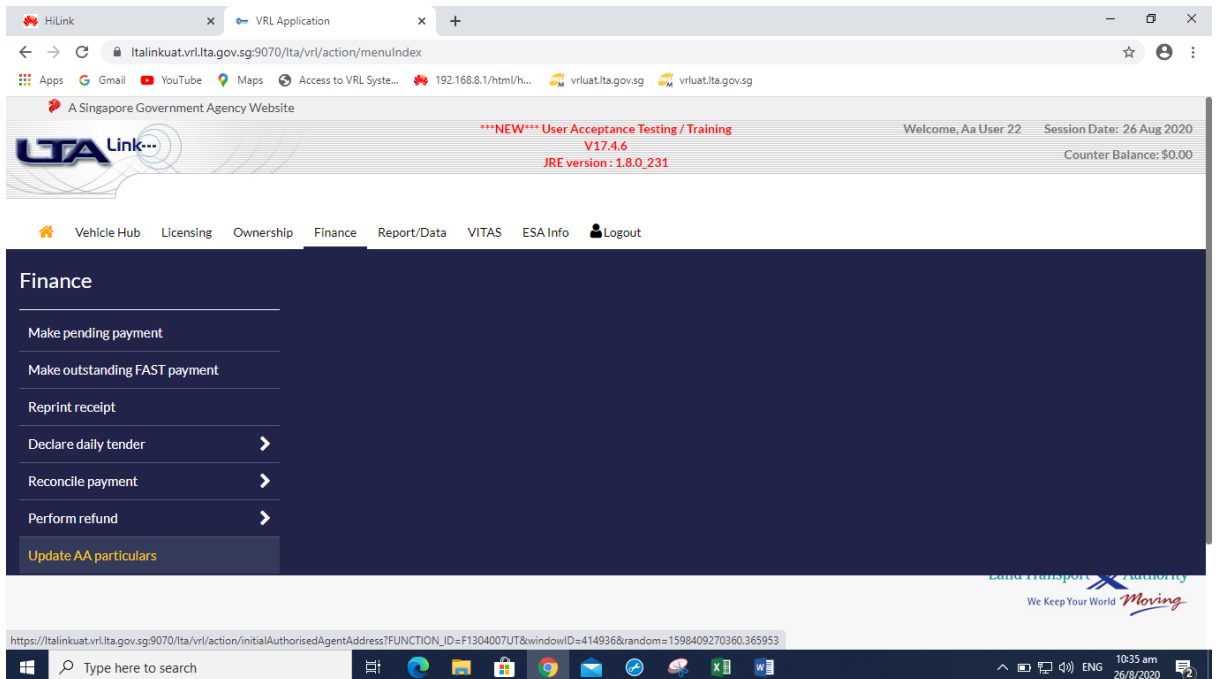 HiLink
VRL Application
ltalinkuat.vrl.lta.gov.sg:9070/lta/vrl/action/menuIndex
Apps Gmail YouTube Maps Access to VRL Syste... 192.168.8.1/html/h... vrluat.lta.gov.sg vrluat.lta.gov.sg
A Singapore Government Agency Website
LTA Link...
***NEW*** User Acceptance Testing / Training
V17.4.6
JRE version : 1.8.0_231
Welcome, Aa User 22 Session Date: 26 Aug 2020
Counter Balance: $0.00
Vehicle Hub Licensing Ownership Finance Report/Data VITAS ESA Info Logout
Finance
Make pending payment
Make outstanding FAST payment
Reprint receipt
Declare daily tender
Reconcile payment
Perform refund
Update AA particulars
Land Transport Authority
We Keep Your World Moving
https://ltalinkuat.vrl.lta.gov.sg:9070/lta/vrl/action/initialAuthorisedAgentAddress?FUNCTION_ID=F1304007UT&windowID=414936&random=1598409270360.365953
Type here to search
ENG
10:35 am
26/8/2020
2